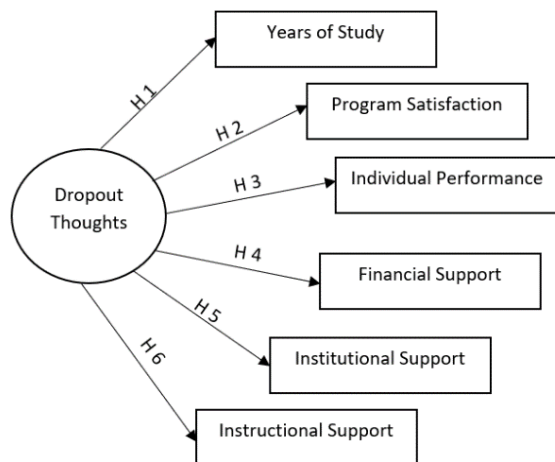 Years of Study
H 1
Program Satisfaction
H 2
Individual Performance
H 3
Dropout
Thoughts
H 4
Financial Support
H 5
Institutional Support
H 6
Instructional Support